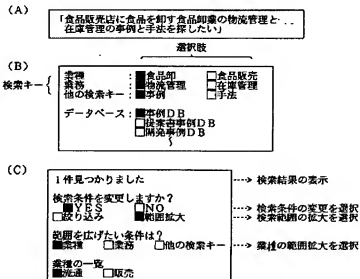 (A)
「食品販売店に食品を卸す食品卸業の物流管理と
在庫管理の事例と手法を探したい」
選択肢
(B)
検索キー{
業種 :■食品卸 □食品販売
業務 :■物流管理 □在庫管理
他の検索キー:■事例 □手法
データベース:■事例DB
□提案書事例DB
□開発事例DB
(C)
1件見つかりました ---> 検索結果の表示
検索条件を変更しますか?
■YES □NO ---> 検索条件の変更を選択
□絞り込み ■範囲拡大 ---> 検索範囲の拡大を選択
範囲を広げたい条件は?
■業種 □業務 □他の検索キー ---> 業種の範囲拡大を選択
業種の一覧
■流通 □販売